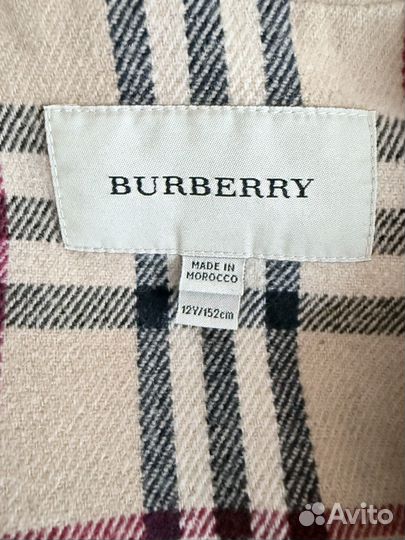 BURBERRY
MADE IN
MOROCCO
12Y/152cm
Avito